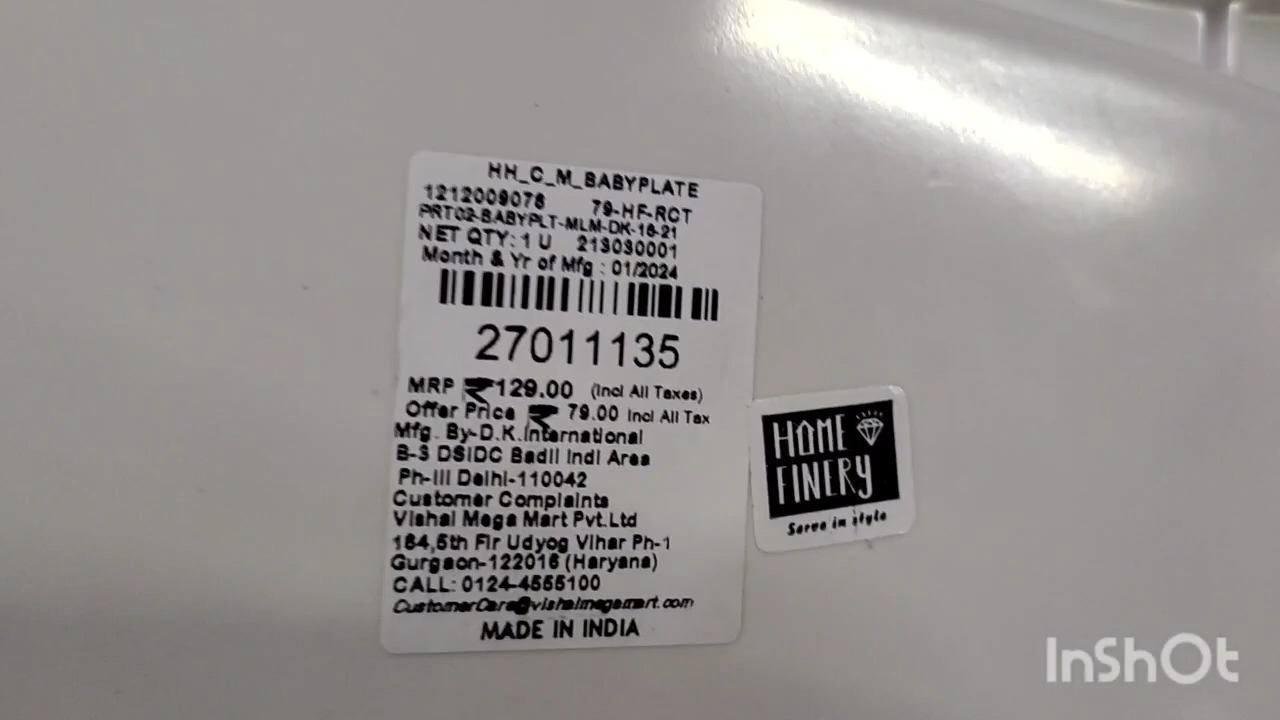 HH_C_M_BABYPLATE
1212009078 79-HF-RCT
PRT02-BABYPLT-MLM-DK-16-21
NET QTY: 1 U 213030001
Month & Yr of Mfg : 01/2024
27011135
MRP ₹129.00 (Incl All Taxes)
Offer Price ₹ 79.00 Incl All Tax
Mfg. By-D.K.International
B-3 DSIDC Badli Indl Area
Ph-III Delhi-110042
Customer Complaints
Vishal Mega Mart Pvt.Ltd
184,5th Flr Udyog Vihar Ph-1
Gurgaon-122016 (Haryana)
CALL: 0124-4555100
CustomerCare@vishalmegamart.com
MADE IN INDIA
HOME
FINERY
Serve in style
InShOt